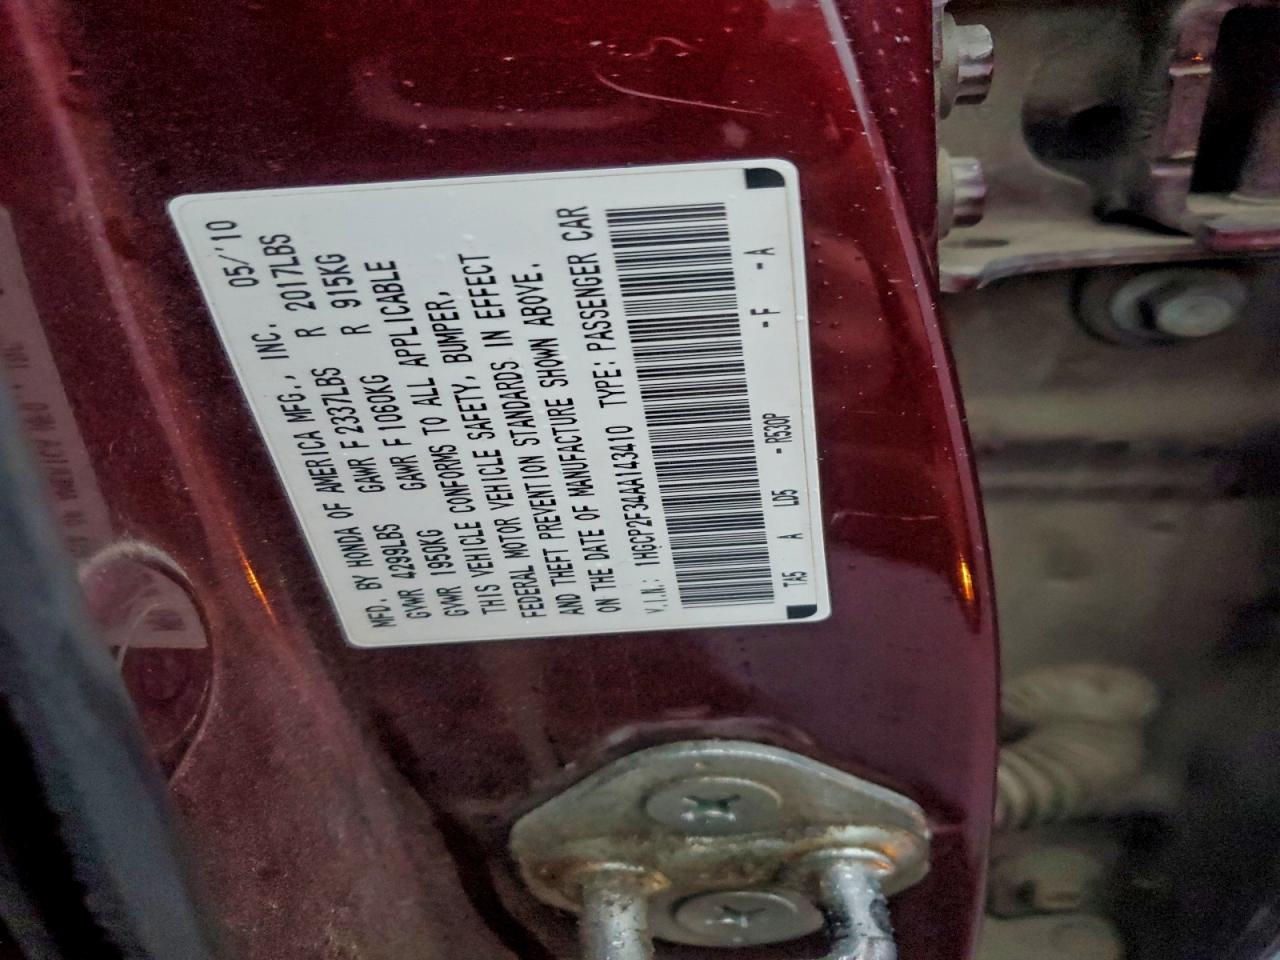 MFD. BY HONDA OF AMERICA MFG., INC. 05/'10
GVWR 4299LBS GAWR F 2337LBS R 2017LBS
GVWR 1950KG GAWR F 1060KG R 915KG
THIS VEHICLE CONFORMS TO ALL APPLICABLE
FEDERAL MOTOR VEHICLE SAFETY, BUMPER,
AND THEFT PREVENTION STANDARDS IN EFFECT
ON THE DATE OF MANUFACTURE SHOWN ABOVE.
V.I.N.: 1HGCP2F34AA143410 TYPE: PASSENGER CAR
TA5 A LD5 - R530P - F - A